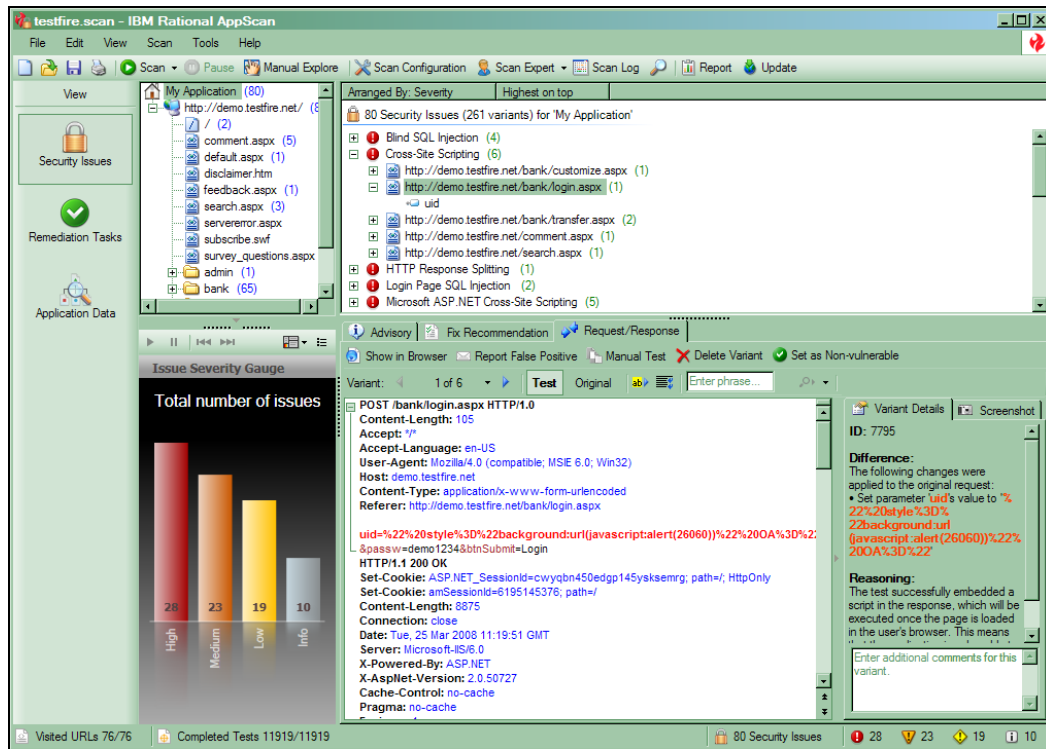 testfire.scan - IBM Rational AppScan
File Edit View Scan Tools Help
Scan Pause Manual Explore Scan Configuration Scan Expert Scan Log Report Update
View
Security Issues
Remediation Tasks
Application Data
My Application (80)
http://demo.testfire.net/ (8
/ (2)
comment.aspx (5)
default.aspx (1)
disclaimer.htm
feedback.aspx (1)
search.aspx (3)
servererror.aspx
subscribe.swf
survey_questions.aspx
admin (1)
bank (65)
Arranged By: Severity Highest on top
80 Security Issues (261 variants) for 'My Application'
Blind SQL Injection (4)
Cross-Site Scripting (6)
http://demo.testfire.net/bank/customize.aspx (1)
http://demo.testfire.net/bank/login.aspx (1)
uid
http://demo.testfire.net/bank/transfer.aspx (2)
http://demo.testfire.net/comment.aspx (1)
http://demo.testfire.net/search.aspx (1)
HTTP Response Splitting (1)
Login Page SQL Injection (2)
Microsoft ASP.NET Cross-Site Scripting (5)
Issue Severity Gauge
Total number of issues
28 23 19 10
High Medium Low Info
Advisory Fix Recommendation Request/Response
Show in Browser Report False Positive Manual Test Delete Variant Set as Non-vulnerable
Variant: 1 of 6 Test Original ab Enter phrase...
POST /bank/login.aspx HTTP/1.0
Content-Length: 105
Accept: */*
Accept-Language: en-US
User-Agent: Mozilla/4.0 (compatible; MSIE 6.0; Win32)
Host: demo.testfire.net
Content-Type: application/x-www-form-urlencoded
Referer: http://demo.testfire.net/bank/login.aspx
uid=%22%20style%3D%22background:url(javascript:alert(26060))%22%20OA%3D%22
&passw=demo1234&btnSubmit=Login
HTTP/1.1 200 OK
Set-Cookie: ASP.NET_SessionId=cwyqbn450edgp145ysksemrg; path=/; HttpOnly
Set-Cookie: amSessionId=6195145376; path=/
Content-Length: 8875
Connection: close
Date: Tue, 25 Mar 2008 11:19:51 GMT
Server: Microsoft-IIS/6.0
X-Powered-By: ASP.NET
X-AspNet-Version: 2.0.50727
Cache-Control: no-cache
Pragma: no-cache
Variant Details Screenshot
ID: 7795
Difference:
The following changes were
applied to the original request:
• Set parameter 'uid's value to '%
22%20style%3D%
22background:url
(javascript:alert(26060))%22%
20OA%3D%22'
Reasoning:
The test successfully embedded a
script in the response, which will be
executed once the page is loaded
in the user's browser. This means
Enter additional comments for this
variant.
Visited URLs 76/76 Completed Tests 11919/11919 80 Security Issues 28 23 19 10